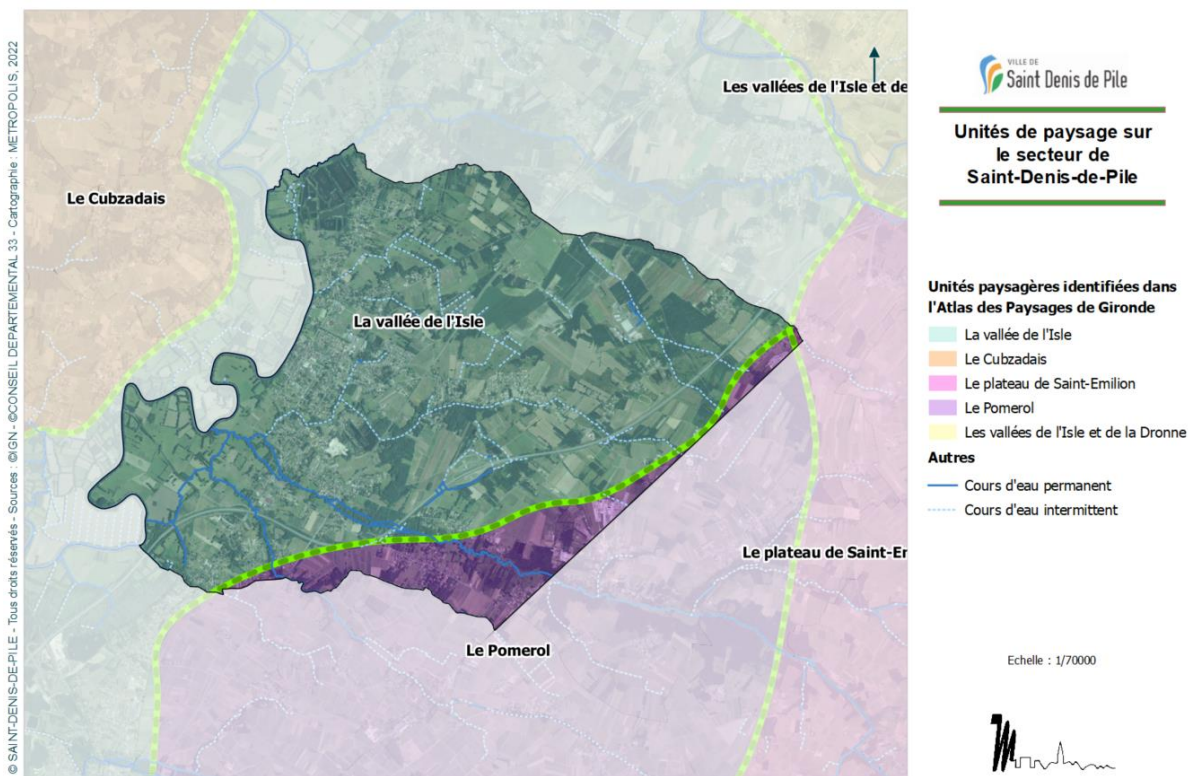 © SAINT-DENIS-DE-PILE - Tous droits réservés - Sources : ©IGN - ©CONSEIL DEPARTEMENTAL 33 - Cartographie : METROPOLIS, 2022
Les vallées de l'Isle et de
Le Cubzadais
La vallée de l'Isle
Le plateau de Saint-Er
Le Pomerol
VILLE DE
Saint Denis de Pile
Unités de paysage sur
le secteur de
Saint-Denis-de-Pile
Unités paysagères identifiées dans
l'Atlas des Paysages de Gironde
La vallée de l'Isle
Le Cubzadais
Le plateau de Saint-Emilion
Le Pomerol
Les vallées de l'Isle et de la Dronne
Autres
Cours d'eau permanent
Cours d'eau intermittent
Echelle : 1/70000